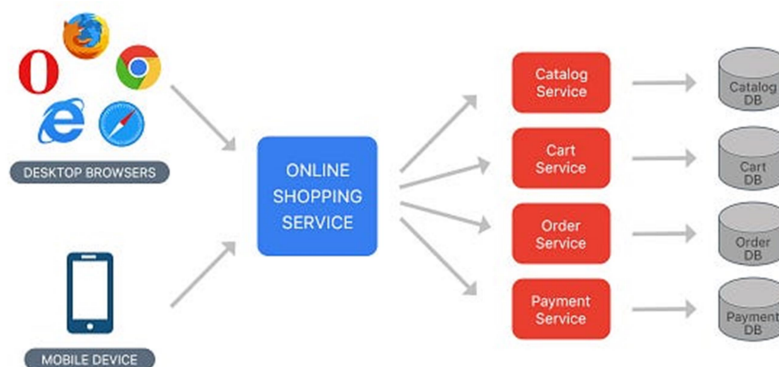 DESKTOP BROWSERS
MOBILE DEVICE
ONLINE
SHOPPING
SERVICE
Catalog
Service
Cart
Service
Order
Service
Payment
Service
Catalog
DB
Cart
DB
Order
DB
Payment
DB